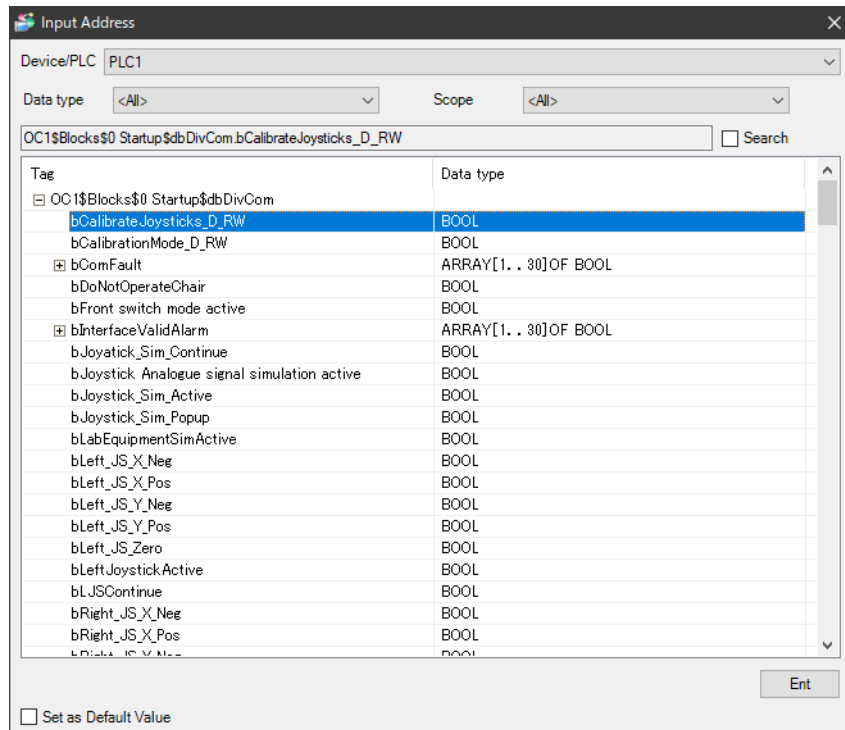 Input Address
Device/PLC PLC1
Data type <All> Scope <All>
OC1$Blocks$0 Startup$dbDivCom.bCalibrateJoysticks_D_RW Search
Tag Data type
OC1$Blocks$0 Startup$dbDivCom
bCalibrateJoysticks_D_RW BOOL
bCalibrationMode_D_RW BOOL
bComFault ARRAY[1..30]OF BOOL
bDoNotOperateChair BOOL
bFront switch mode active BOOL
bInterfaceValidAlarm ARRAY[1..30]OF BOOL
bJoyatick_Sim_Continue BOOL
bJoystick Analogue signal simulation active BOOL
bJoystick_Sim_Active BOOL
bJoystick_Sim_Popup BOOL
bLabEquipmentSimActive BOOL
bLeft_JS_X_Neg BOOL
bLeft_JS_X_Pos BOOL
bLeft_JS_Y_Neg BOOL
bLeft_JS_Y_Pos BOOL
bLeft_JS_Zero BOOL
bLeftJoystickActive BOOL
bLJSContinue BOOL
bRight_JS_X_Neg BOOL
bRight_JS_X_Pos BOOL
Ent
Set as Default Value